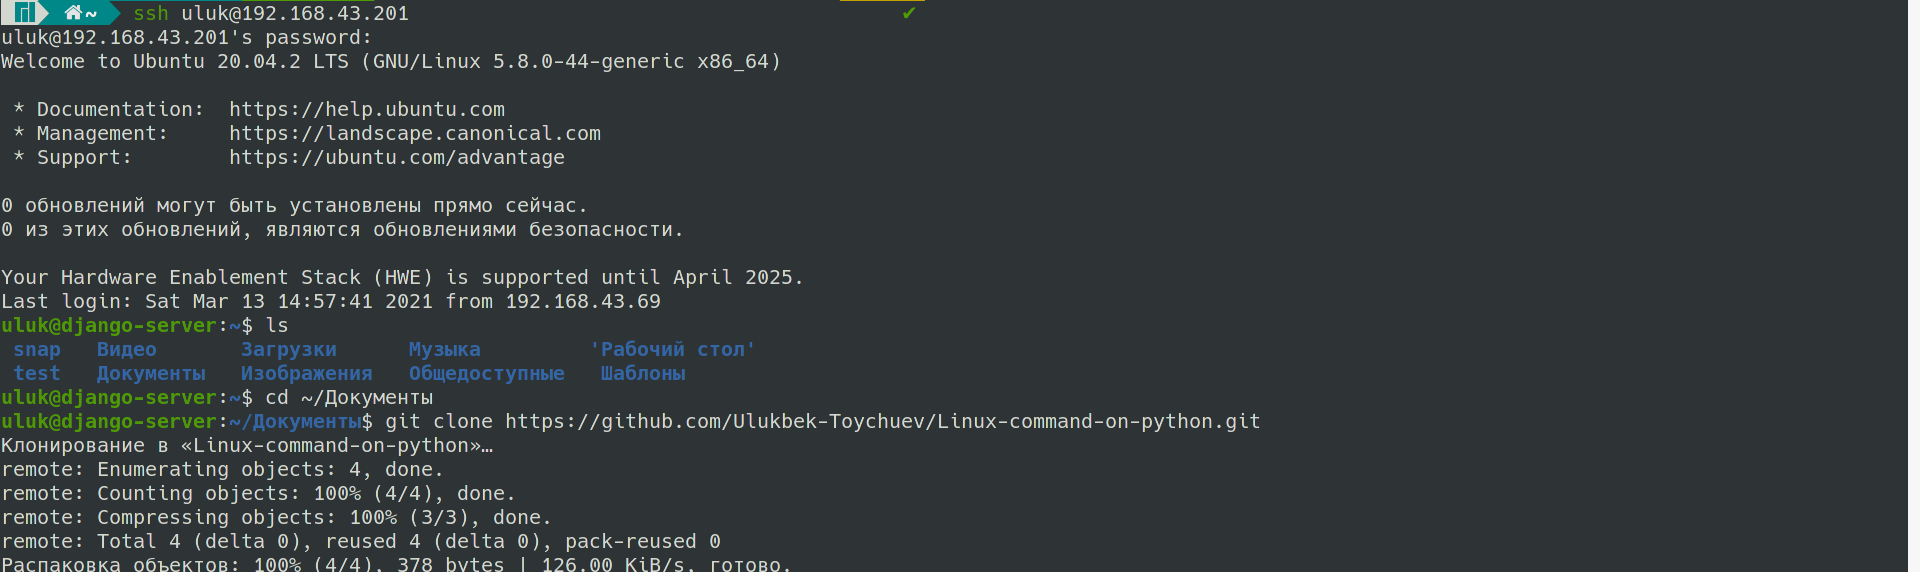 ~ ssh uluk@192.168.43.201 ✔
uluk@192.168.43.201's password:
Welcome to Ubuntu 20.04.2 LTS (GNU/Linux 5.8.0-44-generic x86_64)
* Documentation: https://help.ubuntu.com
* Management: https://landscape.canonical.com
* Support: https://ubuntu.com/advantage
0 обновлений могут быть установлены прямо сейчас.
0 из этих обновлений, являются обновлениями безопасности.
Your Hardware Enablement Stack (HWE) is supported until April 2025.
Last login: Sat Mar 13 14:57:41 2021 from 192.168.43.69
uluk@django-server:~$ ls
snap Видео Загрузки Музыка 'Рабочий стол'
test Документы Изображения Общедоступные Шаблоны
uluk@django-server:~$ cd ~/Документы
uluk@django-server:~/Документы$ git clone https://github.com/Ulukbek-Toychuev/Linux-command-on-python.git
Клонирование в «Linux-command-on-python»…
remote: Enumerating objects: 4, done.
remote: Counting objects: 100% (4/4), done.
remote: Compressing objects: 100% (3/3), done.
remote: Total 4 (delta 0), reused 4 (delta 0), pack-reused 0
Распаковка объектов: 100% (4/4), 378 bytes | 126.00 KiB/s, готово.